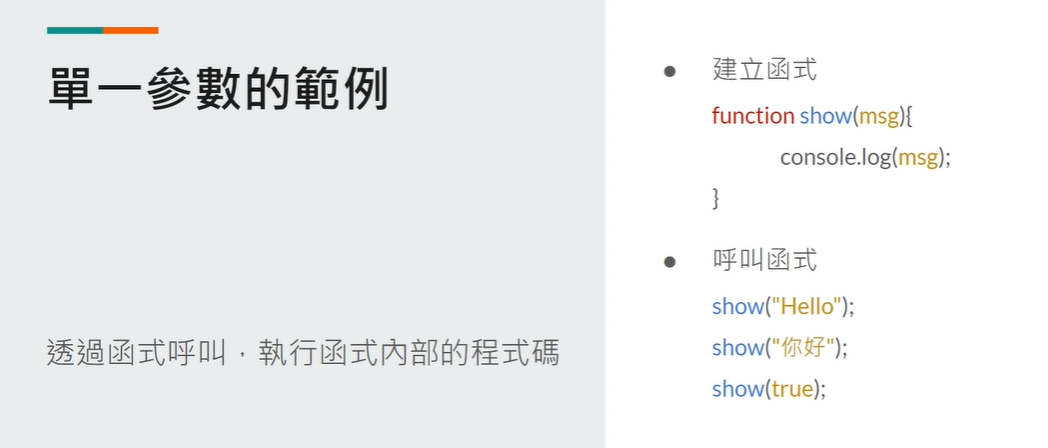 單一參數的範例
透過函式呼叫，執行函式內部的程式碼
● 建立函式
function show(msg){
console.log(msg);
}
● 呼叫函式
show("Hello");
show("你好");
show(true);